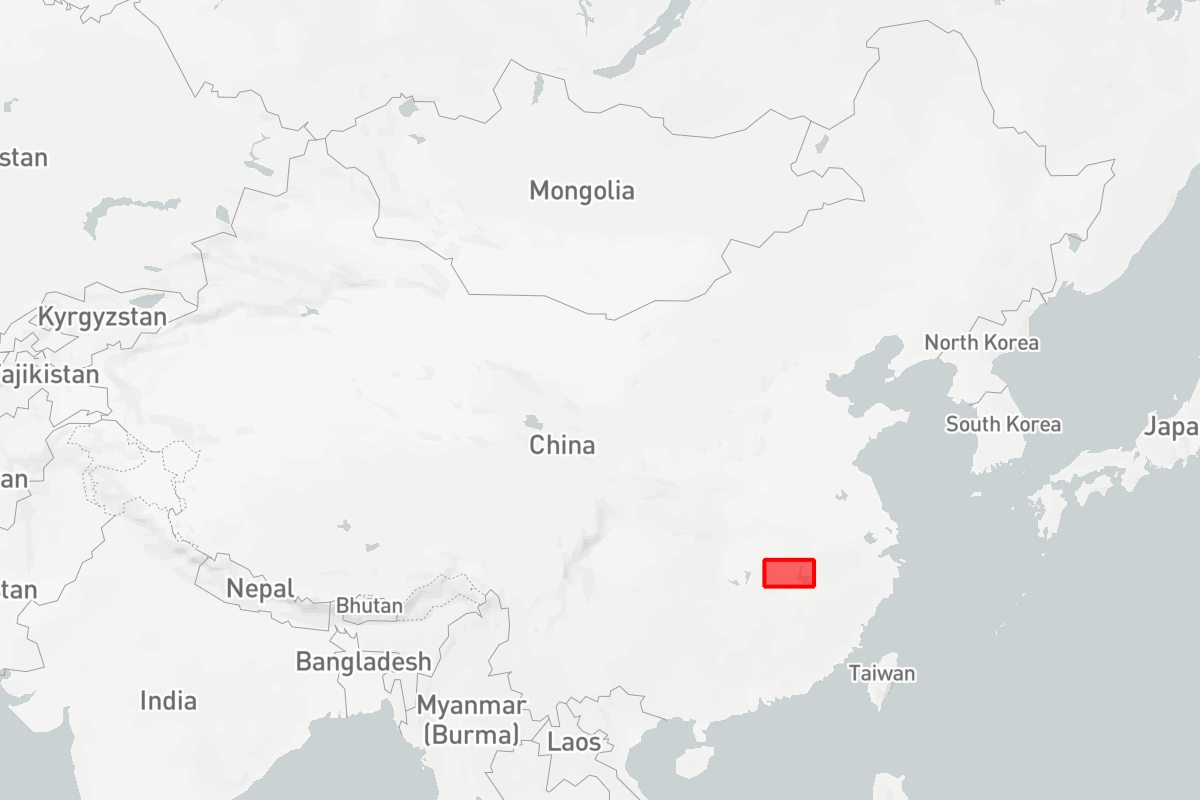 stan
Mongolia
Kyrgyzstan
ajikistan
North Korea
South Korea
Japa
China
an
stan
Nepal
Bhutan
Bangladesh
India
Taiwan
Myanmar
(Burma)
Laos